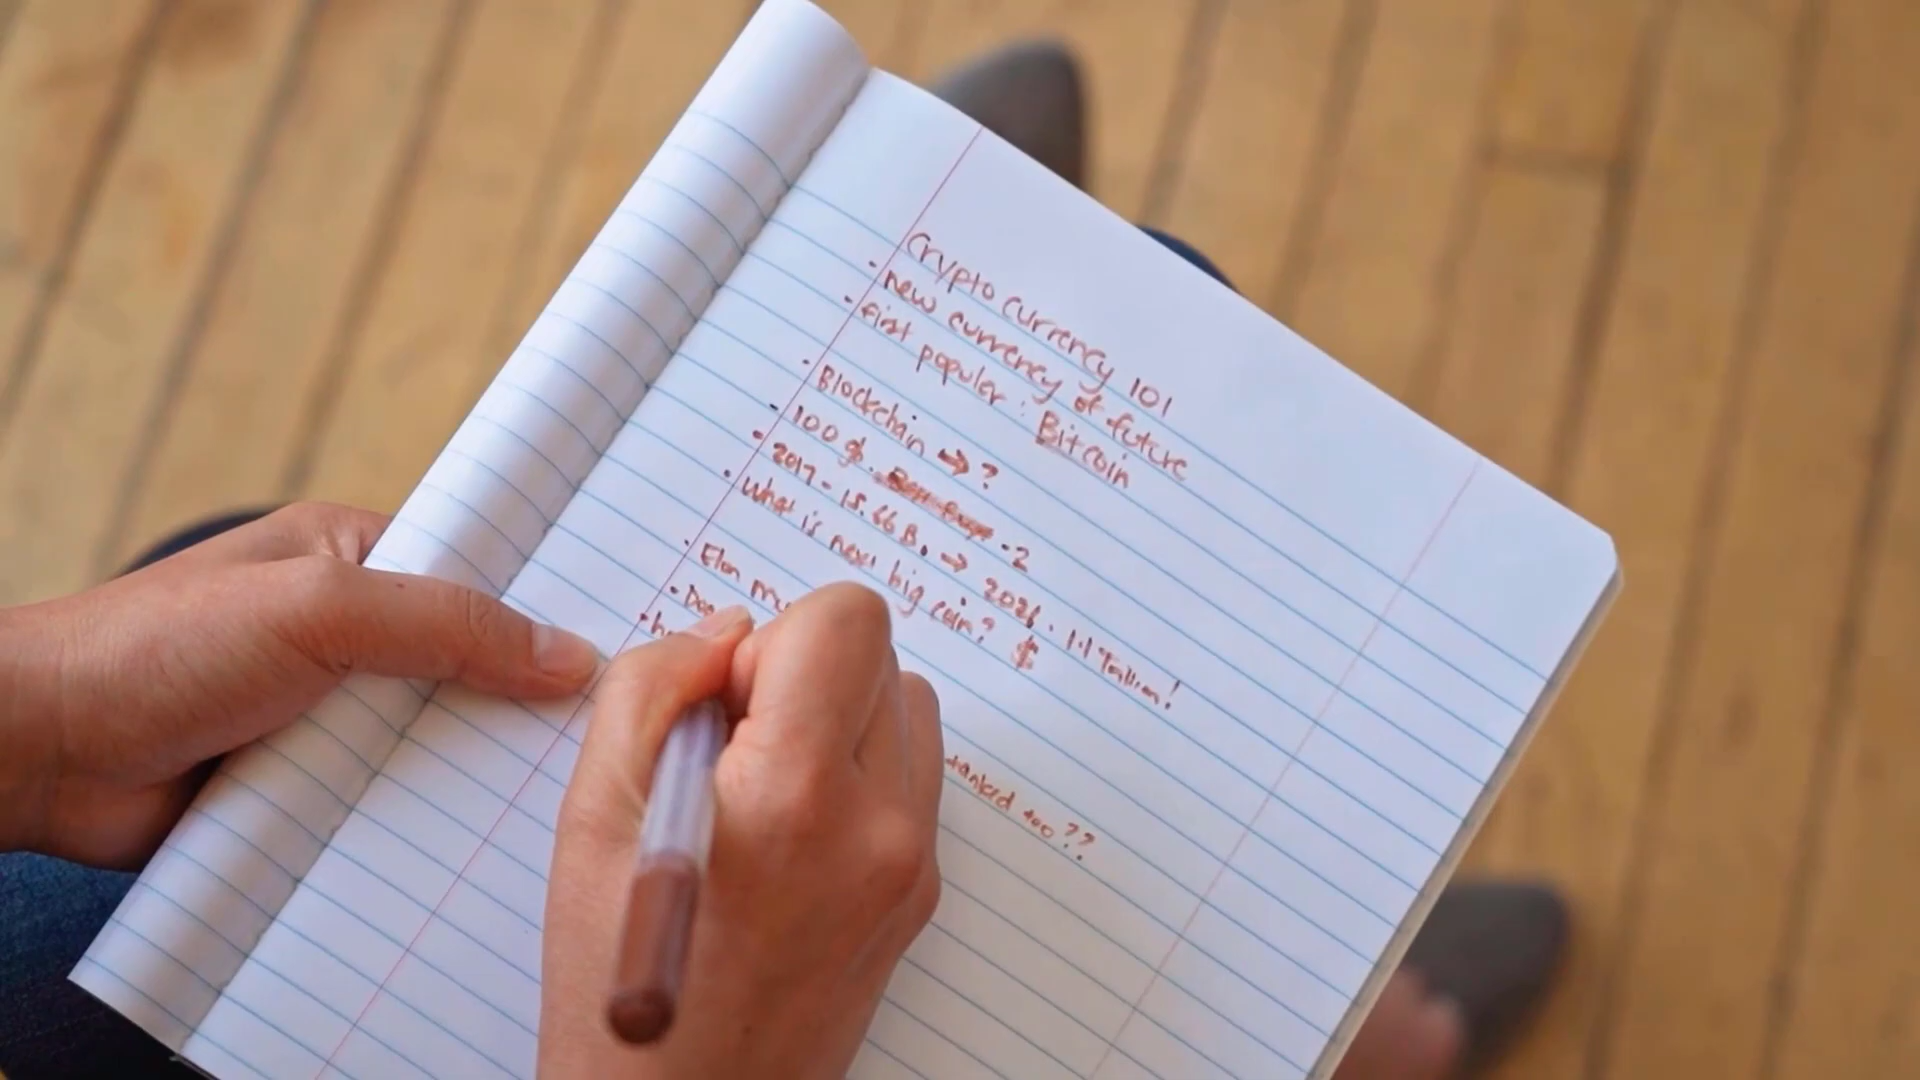 Crypto Currency 101
- new currency of future
- first popular : Bitcoin
- Blockchain → ?
- 100 $. -2
- 2017 - 15.66 B. → 2021. 1.1 Trillion!
- What is next big coin? $
- Elon
tanked too ??